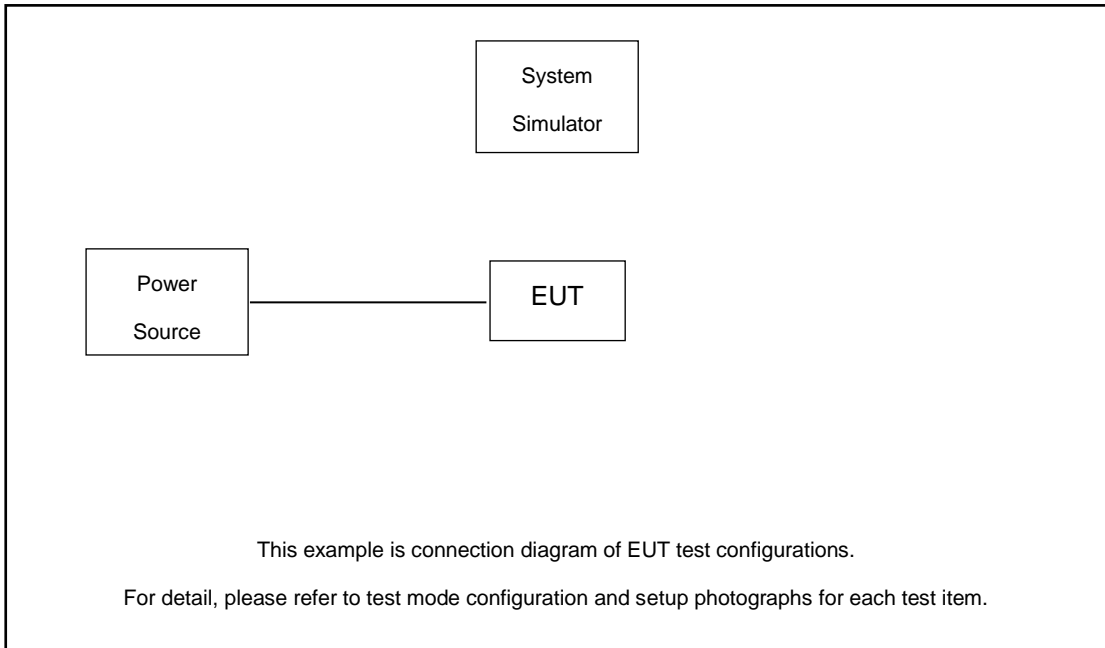 System
Simulator
Power
Source
EUT
This example is connection diagram of EUT test configurations.
For detail, please refer to test mode configuration and setup photographs for each test item.